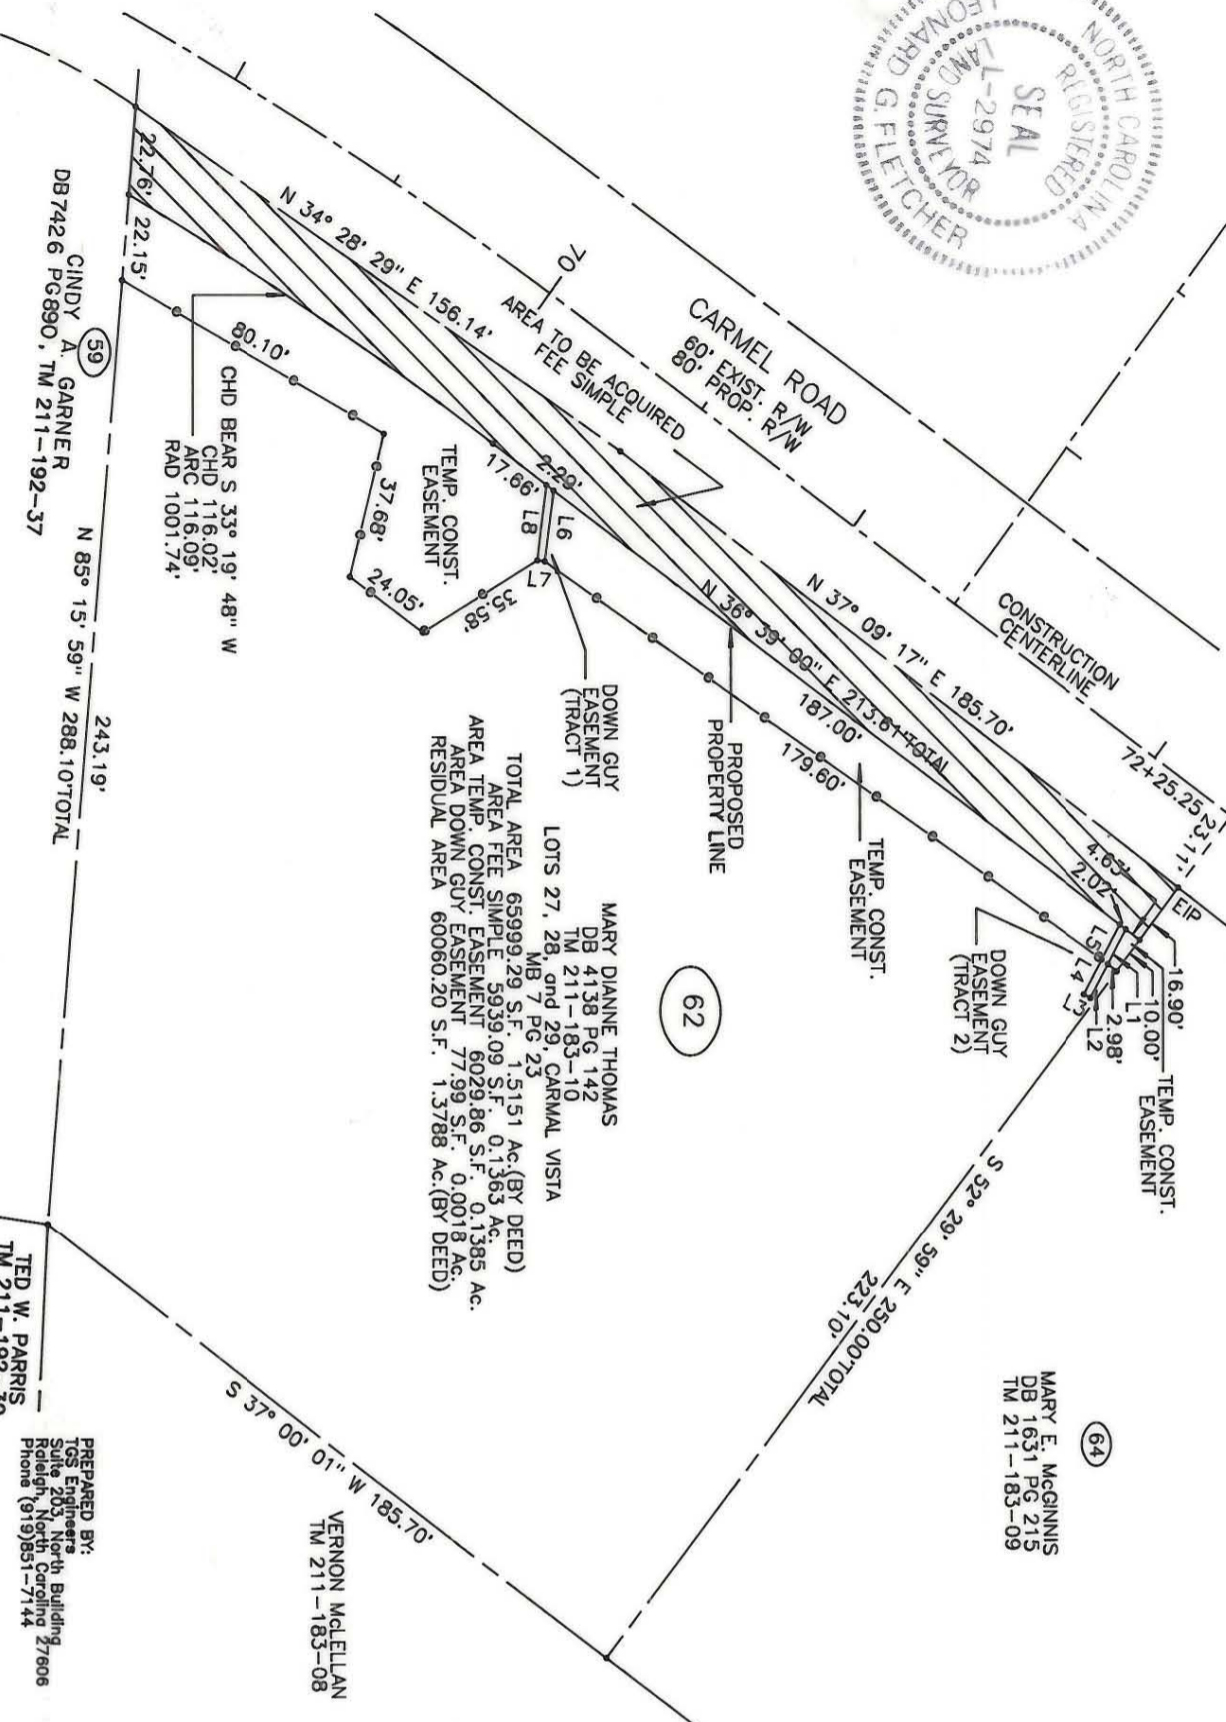 NORTH CAROLINA
REGISTERED
SEAL
L-2974
LAND SURVEYOR
LEONARD G. FLETCHER
CARMEL ROAD
60' EXIST. R/W
80' PROP. R/W
70
CONSTRUCTION
CENTERLINE
72+25.25
AREA TO BE ACQUIRED
FEE SIMPLE
N 34° 28' 29" E 156.14'
N 37° 09' 17" E 185.70'
N 36° 39' 00" E 213.61'TOTAL
187.00'
179.60'
22.76'
22.15'
80.10'
37.68'
24.05'
35.58'
17.66'
2.29'
L6
L8
L7
TEMP. CONST.
EASEMENT
CHD BEAR S 33° 19' 48" W
CHD 116.02'
ARC 116.09'
RAD 1001.74'
59
CINDY A. GARNER
DB7426 PG890, TM 211-192-37
243.19'
N 85° 15' 59" W 288.10'TOTAL
DOWN GUY
EASEMENT
(TRACT 1)
PROPOSED
PROPERTY LINE
TEMP. CONST.
EASEMENT
DOWN GUY
EASEMENT
(TRACT 2)
4.63'
2.02'
EIP
L5
L4
L3
16.90'
10.00'
L1
2.98'
L2
TEMP. CONST.
EASEMENT
62
MARY DIANNE THOMAS
DB 4138 PG 142
TM 211-183-10
LOTS 27, 28, and 29, CARMAL VISTA
MB 7 PG 23
TOTAL AREA 65999.29 S.F. 1.5151 Ac.(BY DEED)
AREA FEE SIMPLE 5939.09 S.F. 0.1363 Ac.
AREA TEMP. CONST. EASEMENT 6029.86 S.F. 0.1385 Ac.
AREA DOWN GUY EASEMENT 77.99 S.F. 0.0018 Ac.
RESIDUAL AREA 60060.20 S.F. 1.3788 Ac.(BY DEED)
S 52° 29' 59" E 250.00'TOTAL
223.10'
64
MARY E. McGINNIS
DB 1631 PG 215
TM 211-183-09
S 37° 00' 01" W 185.70'
VERNON McLELLAN
TM 211-183-08
TED W. PARRIS
TM 211-192-
PREPARED BY:
TGS Engineers
Suite 203, North Building
Raleigh, North Carolina 27606
Phone (919)851-7144